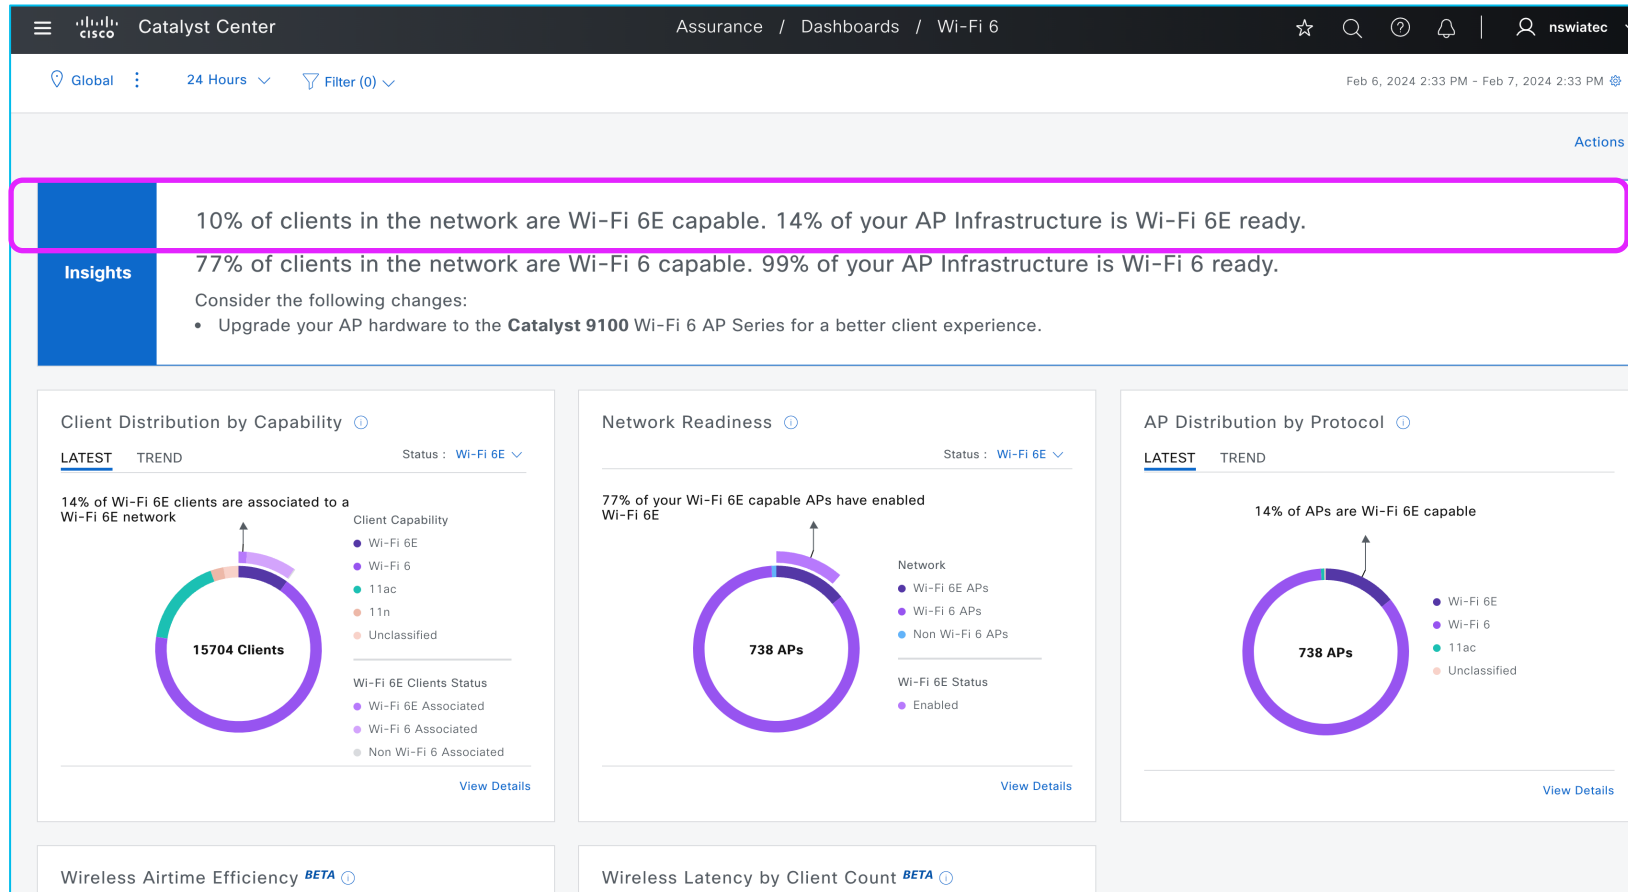 CISCO Catalyst Center
Assurance / Dashboards / Wi-Fi 6
nswiatec
Global
24 Hours
Filter (0)
Feb 6, 2024 2:33 PM - Feb 7, 2024 2:33 PM
Actions
Insights
10% of clients in the network are Wi-Fi 6E capable. 14% of your AP Infrastructure is Wi-Fi 6E ready.
77% of clients in the network are Wi-Fi 6 capable. 99% of your AP Infrastructure is Wi-Fi 6 ready.
Consider the following changes:
• Upgrade your AP hardware to the Catalyst 9100 Wi-Fi 6 AP Series for a better client experience.
Client Distribution by Capability
LATEST TREND
Status : Wi-Fi 6E
14% of Wi-Fi 6E clients are associated to a
Wi-Fi 6E network
15704 Clients
Client Capability
Wi-Fi 6E
Wi-Fi 6
11ac
11n
Unclassified
Wi-Fi 6E Clients Status
Wi-Fi 6E Associated
Wi-Fi 6 Associated
Non Wi-Fi 6 Associated
View Details
Network Readiness
Status : Wi-Fi 6E
77% of your Wi-Fi 6E capable APs have enabled
Wi-Fi 6E
738 APs
Network
Wi-Fi 6E APs
Wi-Fi 6 APs
Non Wi-Fi 6 APs
Wi-Fi 6E Status
Enabled
View Details
AP Distribution by Protocol
LATEST TREND
14% of APs are Wi-Fi 6E capable
738 APs
Wi-Fi 6E
Wi-Fi 6
11ac
Unclassified
View Details
Wireless Airtime Efficiency BETA
Wireless Latency by Client Count BETA